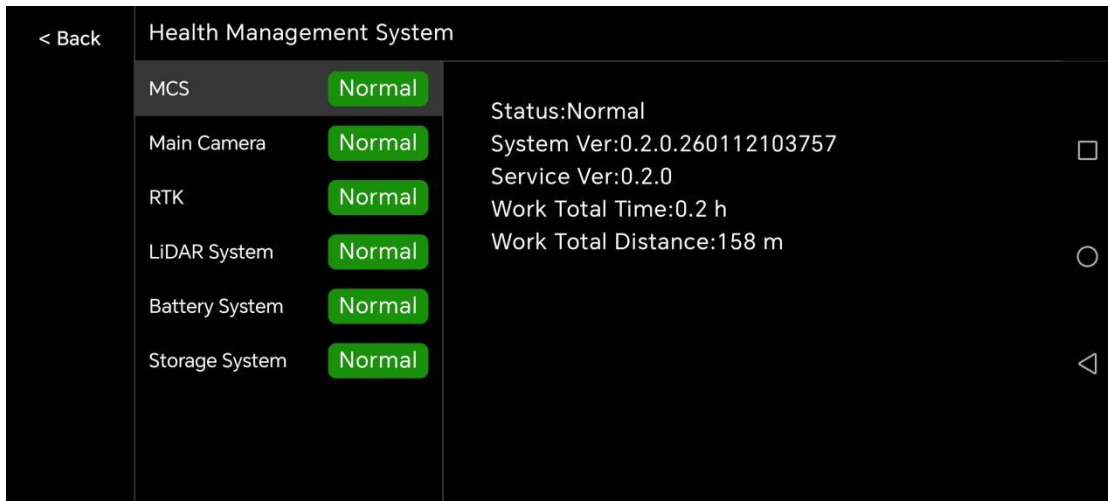 < Back
Health Management System
MCS Normal
Main Camera Normal
RTK Normal
LiDAR System Normal
Battery System Normal
Storage System Normal
Status:Normal
System Ver:0.2.0.260112103757
Service Ver:0.2.0
Work Total Time:0.2 h
Work Total Distance:158 m